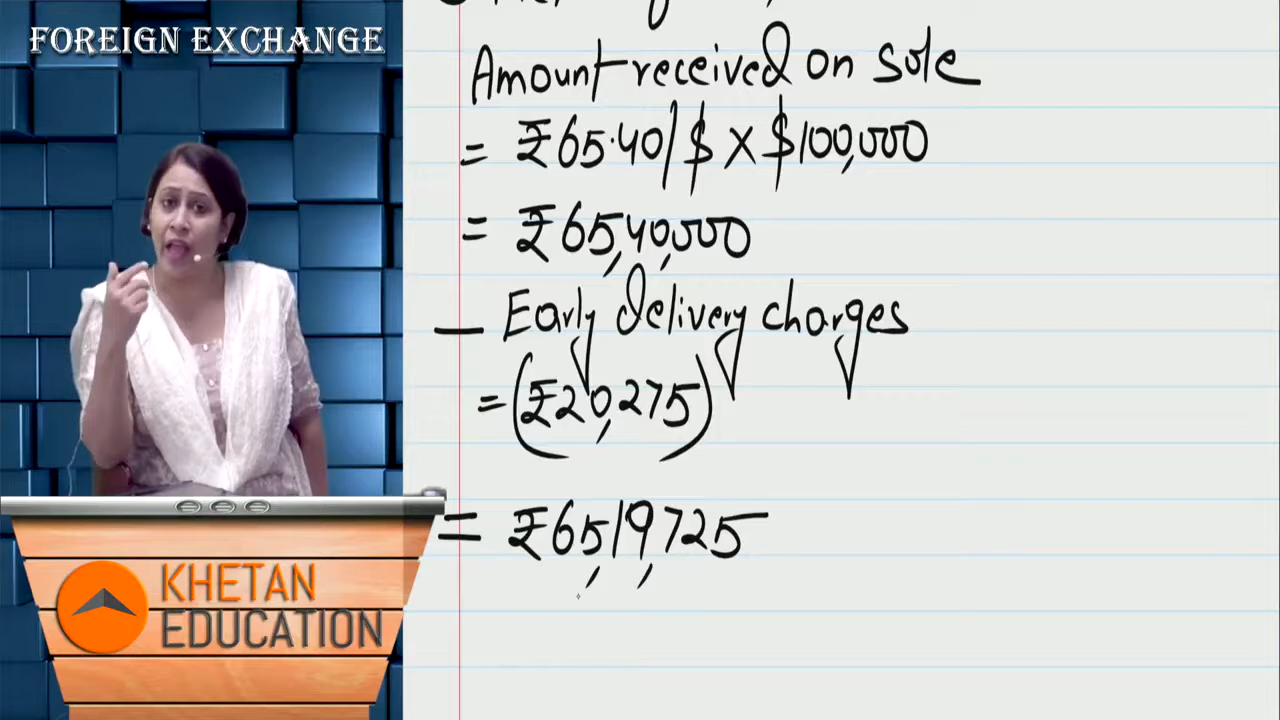 FOREIGN EXCHANGE
Amount received on sale
= ₹65.40/$ × $100,000
= ₹65,40,000
— Early delivery charges
= (₹20,275)
= ₹65,19,725
KHETAN
EDUCATION